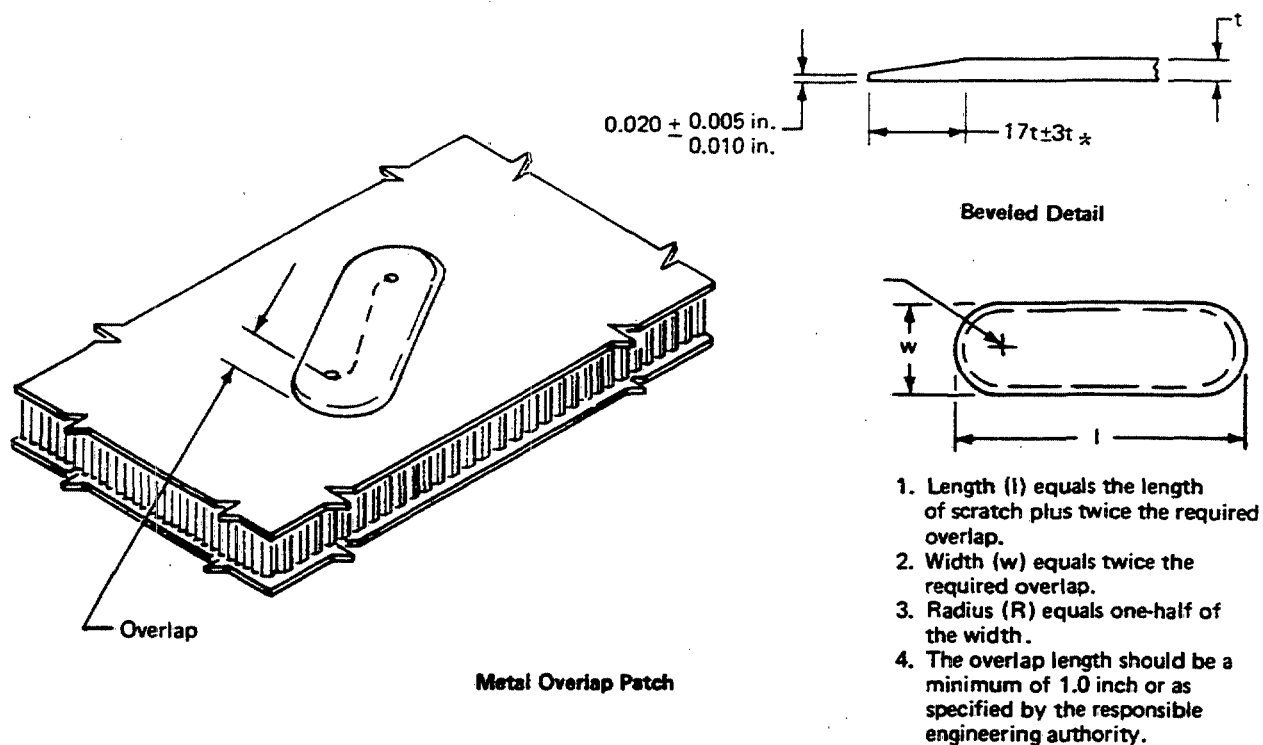 t
0.020 ± 0.005 in.
0.010 in.
17t±3t *
Beveled Detail
w
l
Overlap
Metal Overlap Patch
1. Length (l) equals the length
of scratch plus twice the required
overlap.
2. Width (w) equals twice the
required overlap.
3. Radius (R) equals one-half of
the width.
4. The overlap length should be a
minimum of 1.0 inch or as
specified by the responsible
engineering authority.